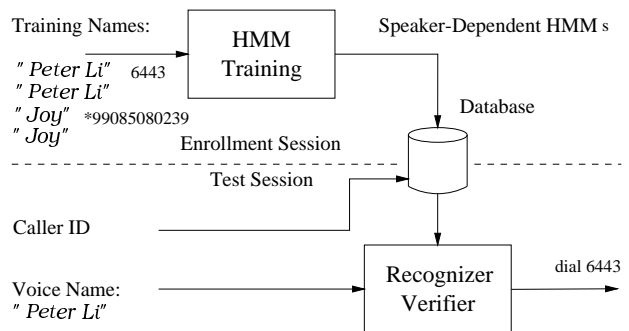 Training Names:
HMM
Training
Speaker-Dependent HMM s
" Peter Li" 6443
" Peter Li"
" Joy" *99085080239
" Joy"
Database
Enrollment Session
Test Session
Caller ID
Voice Name:
" Peter Li"
Recognizer
Verifier
dial 6443